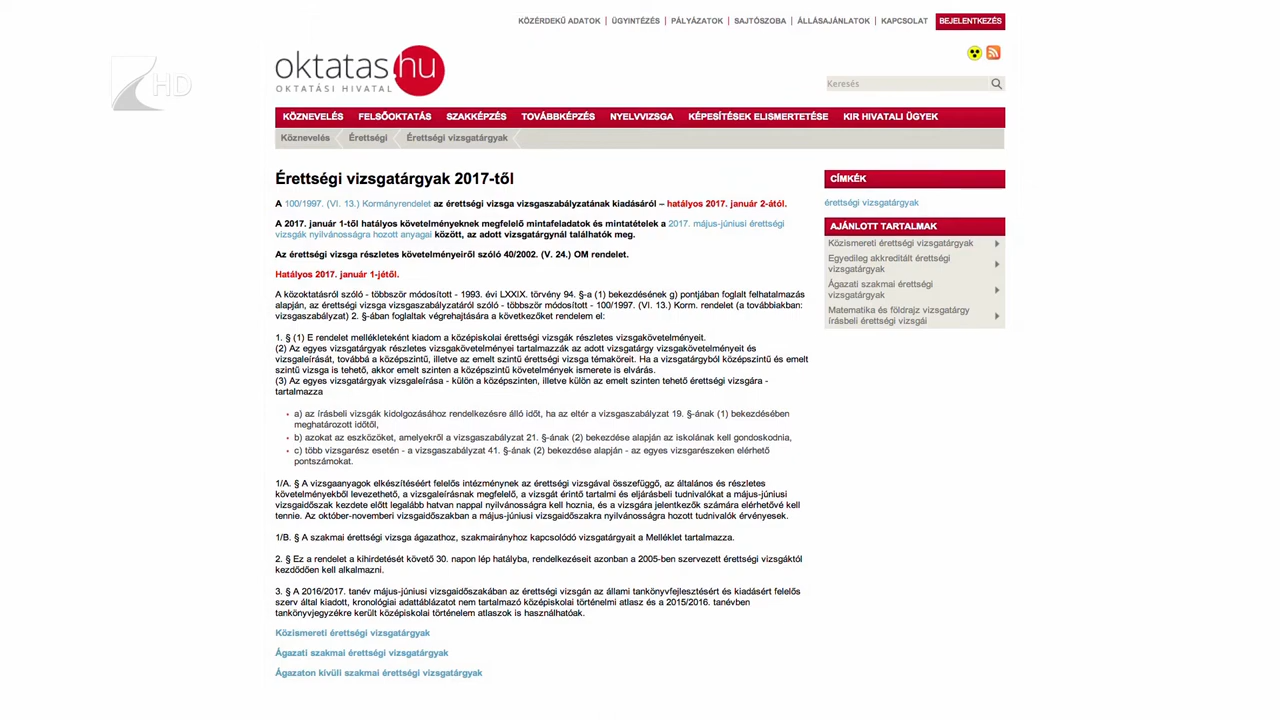 KÖZÉRDEKŰ ADATOK | ÜGYINTÉZÉS | PÁLYÁZATOK | SAJTÓSZOBA | ÁLLÁSAJÁNLATOK | KAPCSOLAT BEJELENTKEZÉS
HD
oktatas.hu
OKTATÁSI HIVATAL
Keresés
KÖZNEVELÉS FELSŐOKTATÁS SZAKKÉPZÉS TOVÁBBKÉPZÉS NYELVVIZSGA KÉPESÍTÉSEK ELISMERTETÉSE KIR HIVATALI ÜGYEK
Köznevelés Érettségi Érettségi vizsgatárgyak
Érettségi vizsgatárgyak 2017-től
A 100/1997. (VI. 13.) Kormányrendelet az érettségi vizsga vizsgaszabályzatának kiadásáról – hatályos 2017. január 2-ától.
A 2017. január 1-től hatályos követelményeknek megfelelő mintafeladatok és mintatételek a 2017. május-júniusi érettségi
vizsgák nyilvánosságra hozott anyagai között, az adott vizsgatárgynál találhatók meg.
Az érettségi vizsga részletes követelményeiről szóló 40/2002. (V. 24.) OM rendelet.
Hatályos 2017. január 1-jétől.
A közoktatásról szóló - többször módosított - 1993. évi LXXIX. törvény 94. §-a (1) bekezdésének g) pontjában foglalt felhatalmazás
alapján, az érettségi vizsga vizsgaszabályzatáról szóló - többször módosított - 100/1997. (VI. 13.) Korm. rendelet (a továbbiakban:
vizsgaszabályzat) 2. §-ában foglaltak végrehajtására a következőket rendelem el:
1. § (1) E rendelet mellékleteként kiadom a középiskolai érettségi vizsgák részletes vizsgakövetelményeit.
(2) Az egyes vizsgatárgyak részletes vizsgakövetelményei tartalmazzák az adott vizsgatárgy vizsgakövetelményeit és
vizsgaleírását, továbbá a középszintű, illetve az emelt szintű érettségi vizsga témaköreit. Ha a vizsgatárgyból középszintű és emelt
szintű vizsga is tehető, akkor emelt szinten a középszintű követelmények ismerete is elvárás.
(3) Az egyes vizsgatárgyak vizsgaleírása - külön a középszinten, illetve külön az emelt szinten tehető érettségi vizsgára -
tartalmazza
• a) az írásbeli vizsgák kidolgozásához rendelkezésre álló időt, ha az eltér a vizsgaszabályzat 19. §-ának (1) bekezdésében
meghatározott időtől,
• b) azokat az eszközöket, amelyekről a vizsgaszabályzat 21. §-ának (2) bekezdése alapján az iskolának kell gondoskodnia,
• c) több vizsgarész esetén - a vizsgaszabályzat 41. §-ának (2) bekezdése alapján - az egyes vizsgarészeken elérhető
pontszámokat.
1/A. § A vizsgaanyagok elkészítéséért felelős intézménynek az érettségi vizsgával összefüggő, az általános és részletes
követelményekből levezethető, a vizsgaleírásnak megfelelő, a vizsgát érintő tartalmi és eljárásbeli tudnivalókat a május-júniusi
vizsgaidőszak kezdete előtt legalább hatvan nappal nyilvánosságra kell hoznia, és a vizsgára jelentkezők számára elérhetővé kell
tennie. Az október-novemberi vizsgaidőszakban a május-júniusi vizsgaidőszakra nyilvánosságra hozott tudnivalók érvényesek.
1/B. § A szakmai érettségi vizsga ágazathoz, szakmairányhoz kapcsolódó vizsgatárgyait a Melléklet tartalmazza.
2. § Ez a rendelet a kihirdetését követő 30. napon lép hatályba, rendelkezéseit azonban a 2005-ben szervezett érettségi vizsgáktól
kezdődően kell alkalmazni.
3. § A 2016/2017. tanév május-júniusi vizsgaidőszakában az érettségi vizsgán az állami tankönyvfejlesztésért és kiadásért felelős
szerv által kiadott, kronológiai adattáblázatot nem tartalmazó középiskolai történelmi atlasz és a 2015/2016. tanévben
tankönyvjegyzékre került középiskolai történelem atlaszok is használhatóak.
Közismereti érettségi vizsgatárgyak
Ágazati szakmai érettségi vizsgatárgyak
Ágazaton kívüli szakmai érettségi vizsgatárgyak
CÍMKÉK
érettségi vizsgatárgyak
AJÁNLOTT TARTALMAK
Közismereti érettségi vizsgatárgyak
Egyedileg akkreditált érettségi
vizsgatárgyak
Ágazati szakmai érettségi
vizsgatárgyak
Matematika és földrajz vizsgatárgy
írásbeli érettségi vizsgái